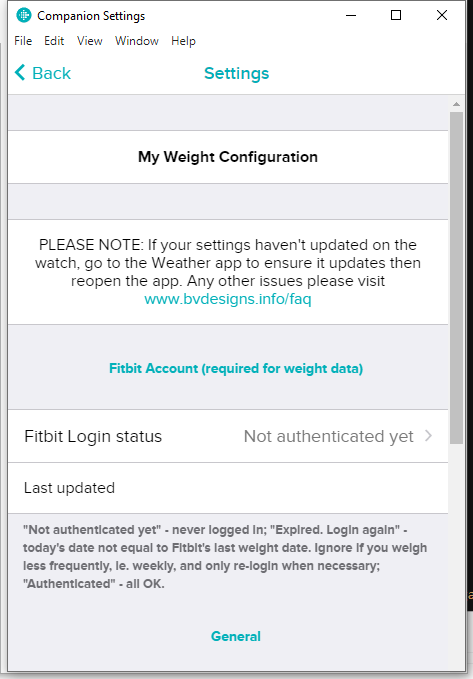 Companion Settings
File Edit View Window Help
Back Settings
My Weight Configuration
PLEASE NOTE: If your settings haven't updated on the
watch, go to the Weather app to ensure it updates then
reopen the app. Any other issues please visit
www.bvdesigns.info/faq
Fitbit Account (required for weight data)
Fitbit Login status Not authenticated yet
Last updated
"Not authenticated yet" - never logged in; "Expired. Login again" -
today's date not equal to Fitbit's last weight date. Ignore if you weigh
less frequently, ie. weekly, and only re-login when necessary;
"Authenticated" - all OK.
General